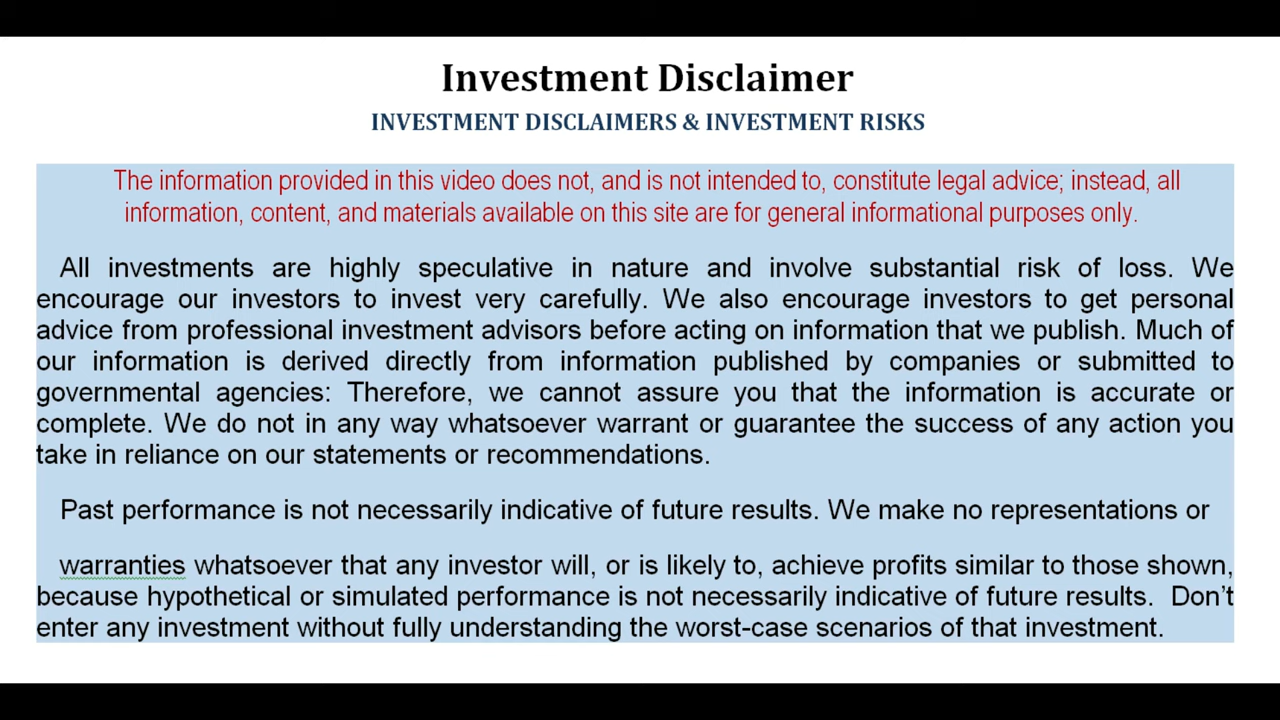 Investment Disclaimer
INVESTMENT DISCLAIMERS & INVESTMENT RISKS
The information provided in this video does not, and is not intended to, constitute legal advice; instead, all
information, content, and materials available on this site are for general informational purposes only.
All investments are highly speculative in nature and involve substantial risk of loss. We
encourage our investors to invest very carefully. We also encourage investors to get personal
advice from professional investment advisors before acting on information that we publish. Much of
our information is derived directly from information published by companies or submitted to
governmental agencies: Therefore, we cannot assure you that the information is accurate or
complete. We do not in any way whatsoever warrant or guarantee the success of any action you
take in reliance on our statements or recommendations.
Past performance is not necessarily indicative of future results. We make no representations or
warranties whatsoever that any investor will, or is likely to, achieve profits similar to those shown,
because hypothetical or simulated performance is not necessarily indicative of future results. Don’t
enter any investment without fully understanding the worst-case scenarios of that investment.